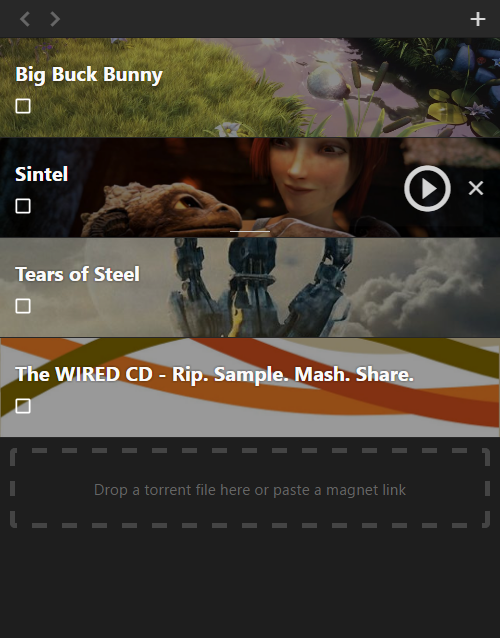 Big Buck Bunny
Sintel
Tears of Steel
The WIRED CD - Rip. Sample. Mash. Share.
Drop a torrent file here or paste a magnet link